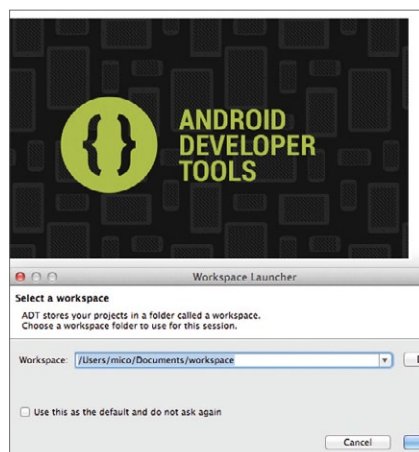 ANDROID
DEVELOPER
TOOLS
Workspace Launcher
Select a workspace
ADT stores your projects in a folder called a workspace.
Choose a workspace folder to use for this session.
Workspace: /Users/mico/Documents/workspace
Use this as the default and do not ask again
Cancel